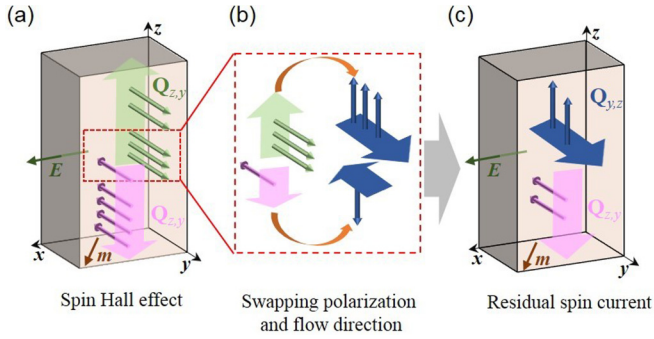 (a)
z
Q_{z,y}
E
Q_{z,y}
x
m
y
Spin Hall effect
(b)
Swapping polarization
and flow direction
(c)
z
Q_{y,z}
E
Q_{z,y}
x
m
y
Residual spin current